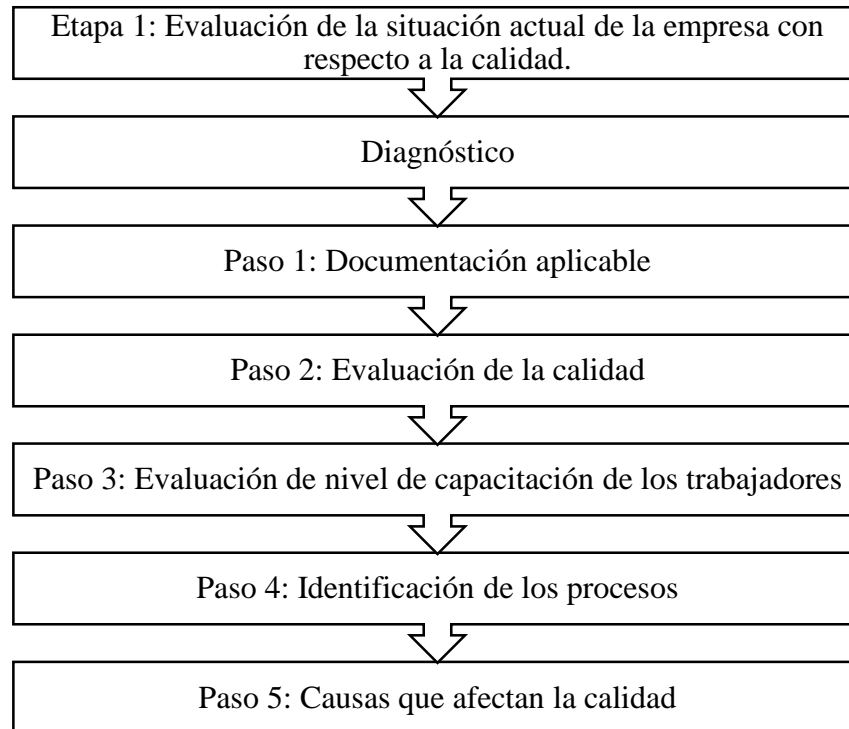 Etapa 1: Evaluación de la situación actual de la empresa con
respecto a la calidad.
Diagnóstico
Paso 1: Documentación aplicable
Paso 2: Evaluación de la calidad
Paso 3: Evaluación de nivel de capacitación de los trabajadores
Paso 4: Identificación de los procesos
Paso 5: Causas que afectan la calidad